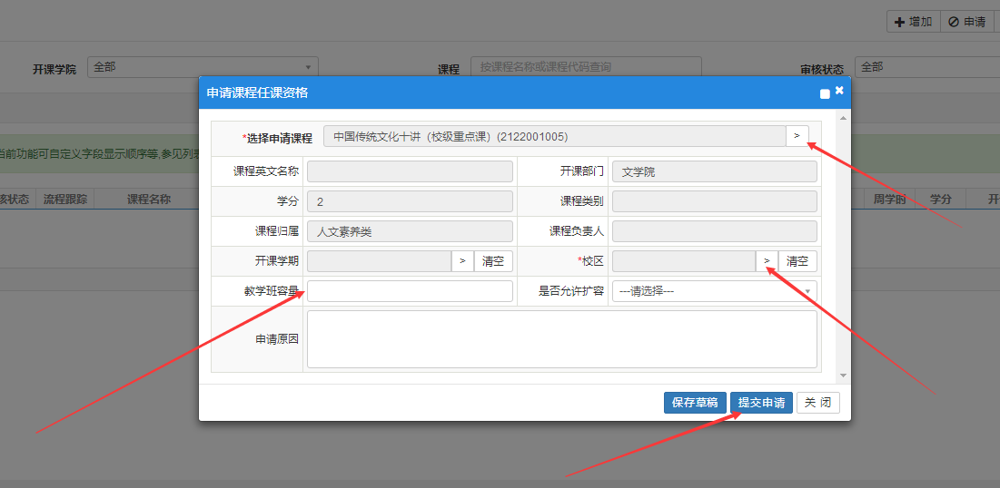 增加 申请
开课学院 全部 课程 按课程名称或课程代码查询 审核状态 全部
申请课程任课资格
*选择申请课程 中国传统文化十讲（校级重点课）(2122001005) >
当前功能可自定义字段显示顺序等,参见列表
课程英文名称 开课部门 文学院
核状态 流程跟踪 课程名称 周学时 学分 开
学分 2 课程类别
课程归属 人文素养类 课程负责人
开课学期 > 清空 *校区 > 清空
教学班容量 是否允许扩容 ---请选择---
申请原因
保存草稿 提交申请 关 闭